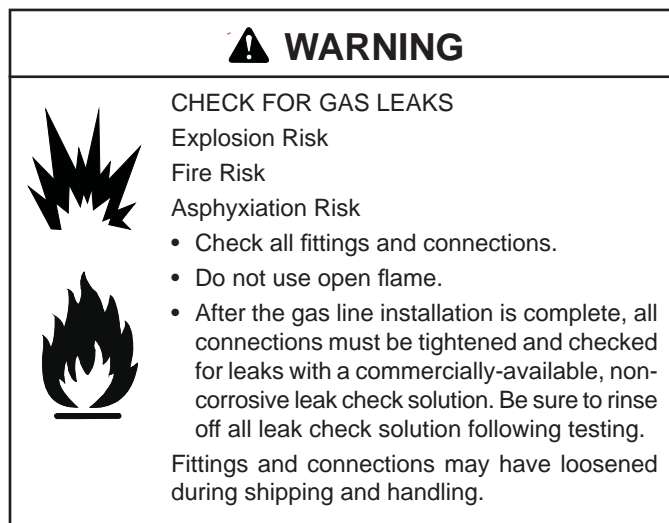 WARNING
CHECK FOR GAS LEAKS
Explosion Risk
Fire Risk
Asphyxiation Risk
• Check all fittings and connections.
• Do not use open flame.
• After the gas line installation is complete, all
connections must be tightened and checked
for leaks with a commercially-available, non-
corrosive leak check solution. Be sure to rinse
off all leak check solution following testing.
Fittings and connections may have loosened
during shipping and handling.